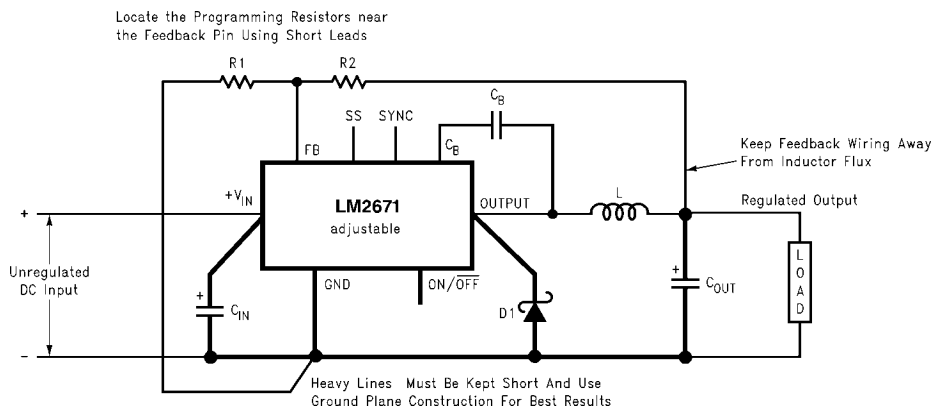 Locate the Programming Resistors near
the Feedback Pin Using Short Leads
R1
R2
CB
SS
SYNC
FB
CB
Keep Feedback Wiring Away
From Inductor Flux
+VIN
LM2671
adjustable
OUTPUT
L
Regulated Output
+
Unregulated
DC Input
−
+
CIN
GND
ON/OFF
D1
+
COUT
LOAD
Heavy Lines Must Be Kept Short And Use
Ground Plane Construction For Best Results